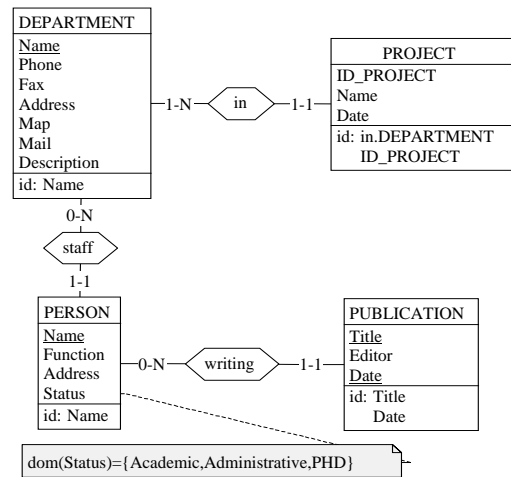 DEPARTMENT
Name
Phone
Fax
Address
Map
Mail
Description
id: Name
1-N
in
1-1
PROJECT
ID_PROJECT
Name
Date
id: in.DEPARTMENT
ID_PROJECT
0-N
staff
1-1
PERSON
Name
Function
Address
Status
id: Name
0-N
writing
1-1
PUBLICATION
Title
Editor
Date
id: Title
Date
dom(Status)={Academic,Administrative,PHD}